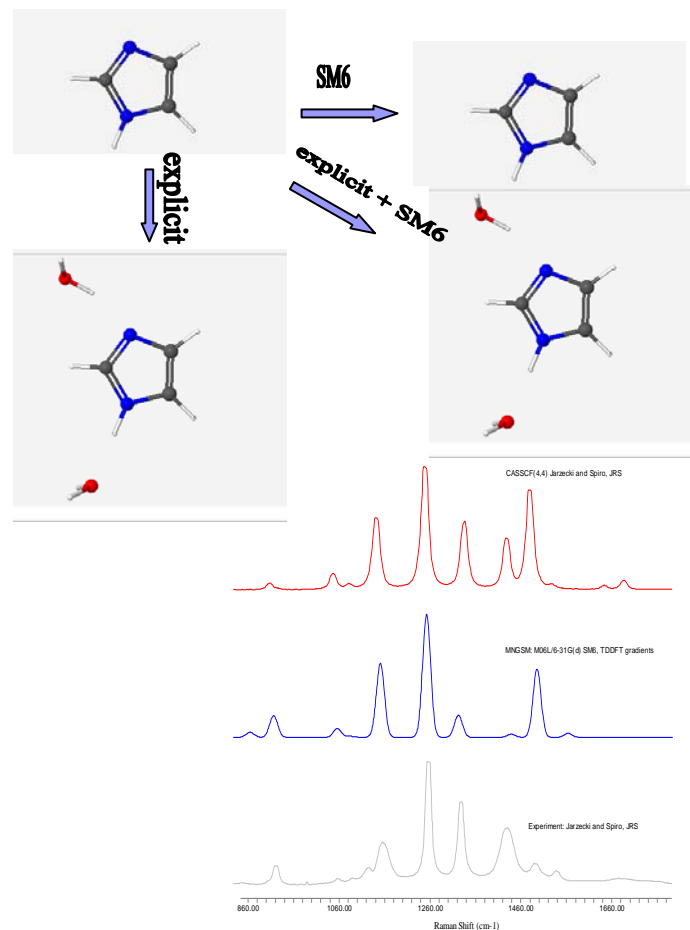 SM6
explicit
explicit + SM6
CASSCF(4,4) Jarzecki and Spiro, JRS
MNGSM: M06L/6-31G(d) SM6, TDDFT gradients
Experiment: Jarzecki and Spiro, JRS
860.00 1060.00 1260.00 1460.00 1660.00
Raman Shift (cm-1)